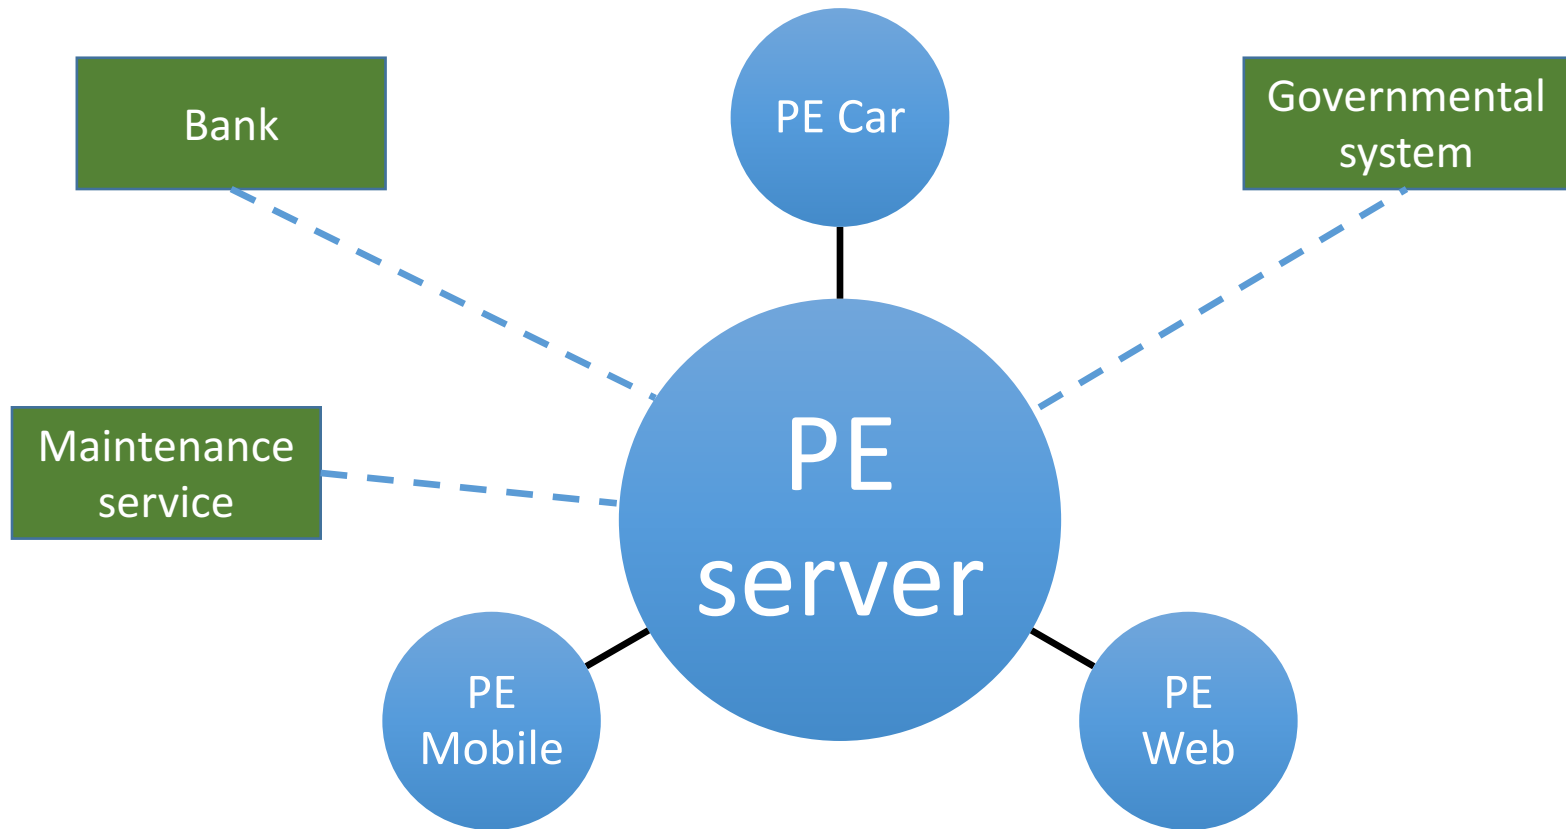 PE Car
Bank
Governmental
system
PE
server
Maintenance
service
PE
Mobile
PE
Web